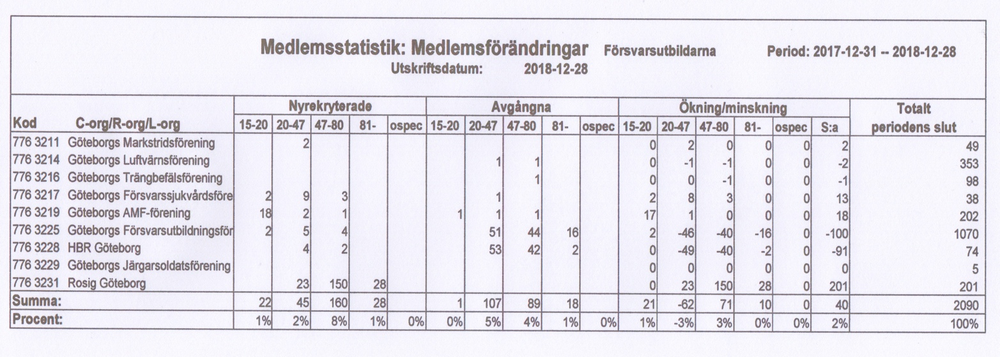 Medlemsstatistik: Medlemsförändringar Försvarsutbildarna Period: 2017-12-31 -- 2018-12-28
Utskriftsdatum: 2018-12-28
Nyrekryterade Avgångna Ökning/minskning Totalt
Kod C-org/R-org/L-org 15-20 20-47 47-80 81- ospec 15-20 20-47 47-80 81- ospec 15-20 20-47 47-80 81- ospec S:a periodens slut
776 3211 Göteborgs Markstridsförening 2 0 2 0 0 0 2 49
776 3214 Göteborgs Luftvärnsförening 1 1 0 -1 -1 0 0 -2 353
776 3216 Göteborgs Trängbefälsförening 1 0 0 -1 0 0 -1 98
776 3217 Göteborgs Försvarssjukvårdsföre 2 9 3 1 2 8 3 0 0 13 38
776 3219 Göteborgs AMF-förening 18 2 1 1 1 1 17 1 0 0 0 18 202
776 3225 Göteborgs Försvarsutbildningsför 2 5 4 51 44 16 2 -46 -40 -16 0 -100 1070
776 3228 HBR Göteborg 4 2 53 42 2 0 -49 -40 -2 0 -91 74
776 3229 Göteborgs Järgarsoldatsförening 0 0 0 0 0 0 5
776 3231 Rosig Göteborg 23 150 28 0 23 150 28 0 201 201
Summa: 22 45 160 28 1 107 89 18 21 -62 71 10 0 40 2090
Procent: 1% 2% 8% 1% 0% 0% 5% 4% 1% 0% 1% -3% 3% 0% 0% 2% 100%